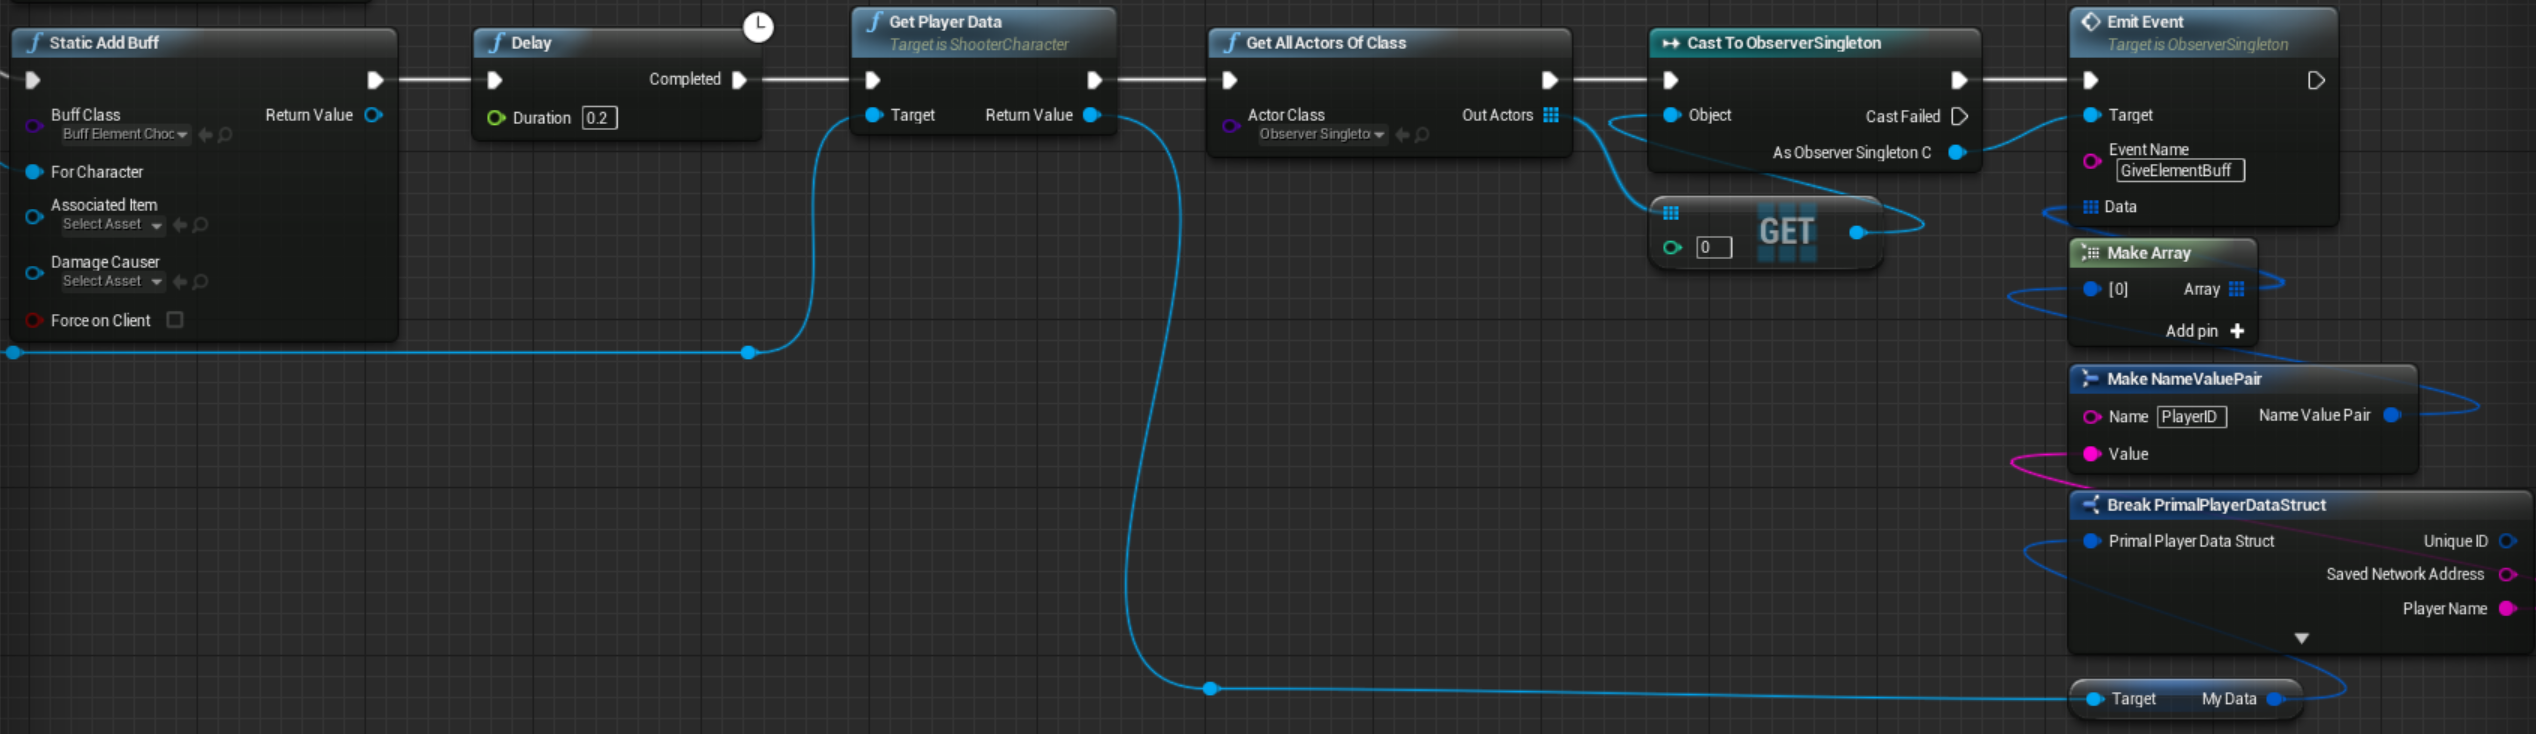 Static Add Buff
Buff Class
Return Value
Buff Element Choc
For Character
Associated Item
Select Asset
Damage Causer
Select Asset
Force on Client
Delay
Completed
Duration 0.2
Get Player Data
Target is ShooterCharacter
Target
Return Value
Get All Actors Of Class
Actor Class
Out Actors
Observer Singleto
Cast To ObserverSingleton
Object
Cast Failed
As Observer Singleton C
GET
0
Emit Event
Target is ObserverSingleton
Target
Event Name
GiveElementBuff
Data
Make Array
[0]
Array
Add pin +
Make NameValuePair
Name PlayerID
Name Value Pair
Value
Break PrimalPlayerDataStruct
Primal Player Data Struct
Unique ID
Saved Network Address
Player Name
Target
My Data